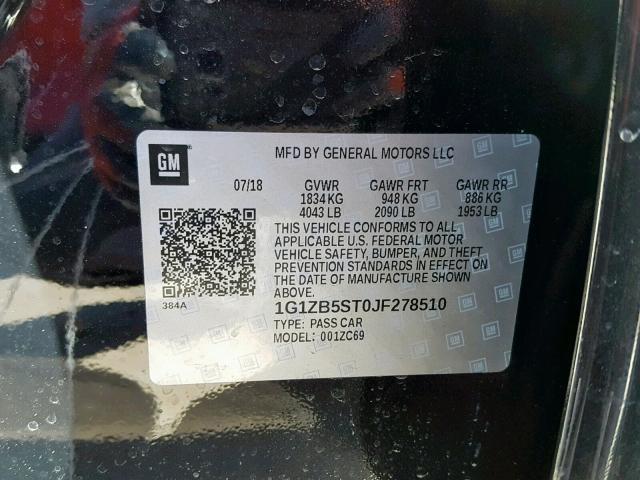 GM
MFD BY GENERAL MOTORS LLC
07/18 GVWR GAWR FRT GAWR RR
1834 KG 948 KG 886 KG
4043 LB 2090 LB 1953 LB
THIS VEHICLE CONFORMS TO ALL
APPLICABLE U.S. FEDERAL MOTOR
VEHICLE SAFETY, BUMPER, AND THEFT
PREVENTION STANDARDS IN EFFECT ON
THE DATE OF MANUFACTURE SHOWN
ABOVE.
384A
1G1ZB5ST0JF278510
TYPE: PASS CAR
MODEL: 001ZC69